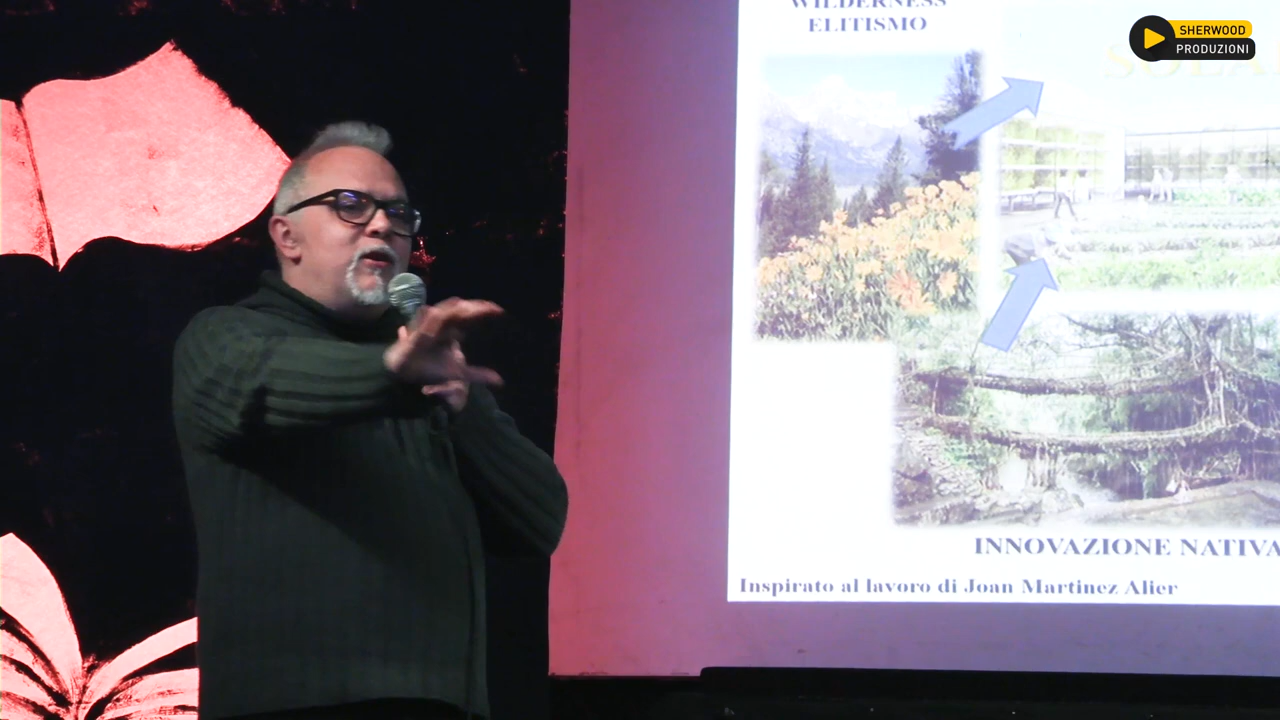 WILDERNESS
ELITISMO
SHERWOOD
PRODUZIONI
INNOVAZIONE NATIVA
Inspirato al lavoro di Joan Martinez Alier